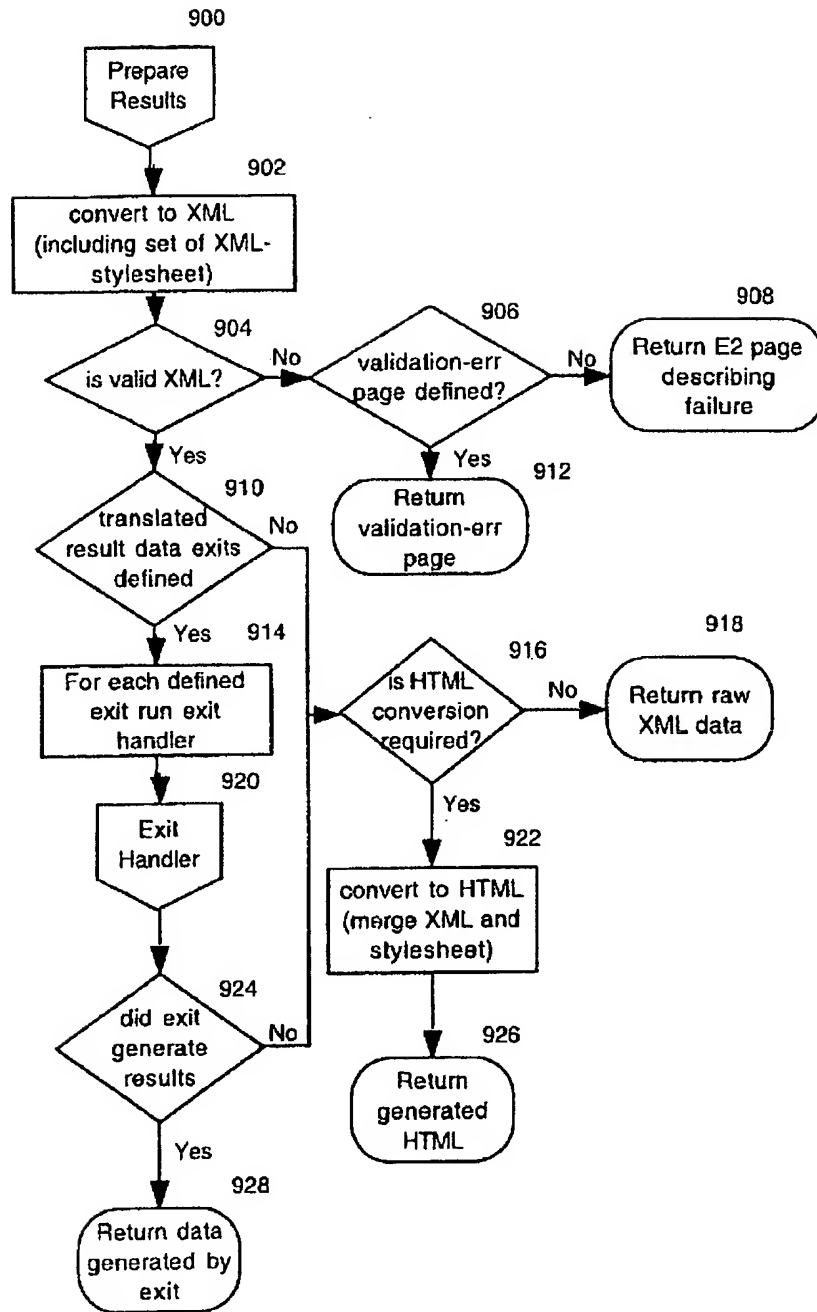 900
Prepare
Results
902
convert to XML
(including set of XML-
stylesheet)
904
is valid XML?
No
906
validation-err
page defined?
No
908
Return E2 page
describing
failure
Yes
912
Return
validation-err
page
Yes
910
translated
result data exits
defined
No
Yes
914
For each defined
exit run exit
handler
916
is HTML
conversion
required?
No
918
Return raw
XML data
920
Exit
Handler
Yes
922
convert to HTML
(merge XML and
stylesheet)
924
did exit
generate
results
No
926
Return
generated
HTML
Yes
928
Return data
generated by
exit